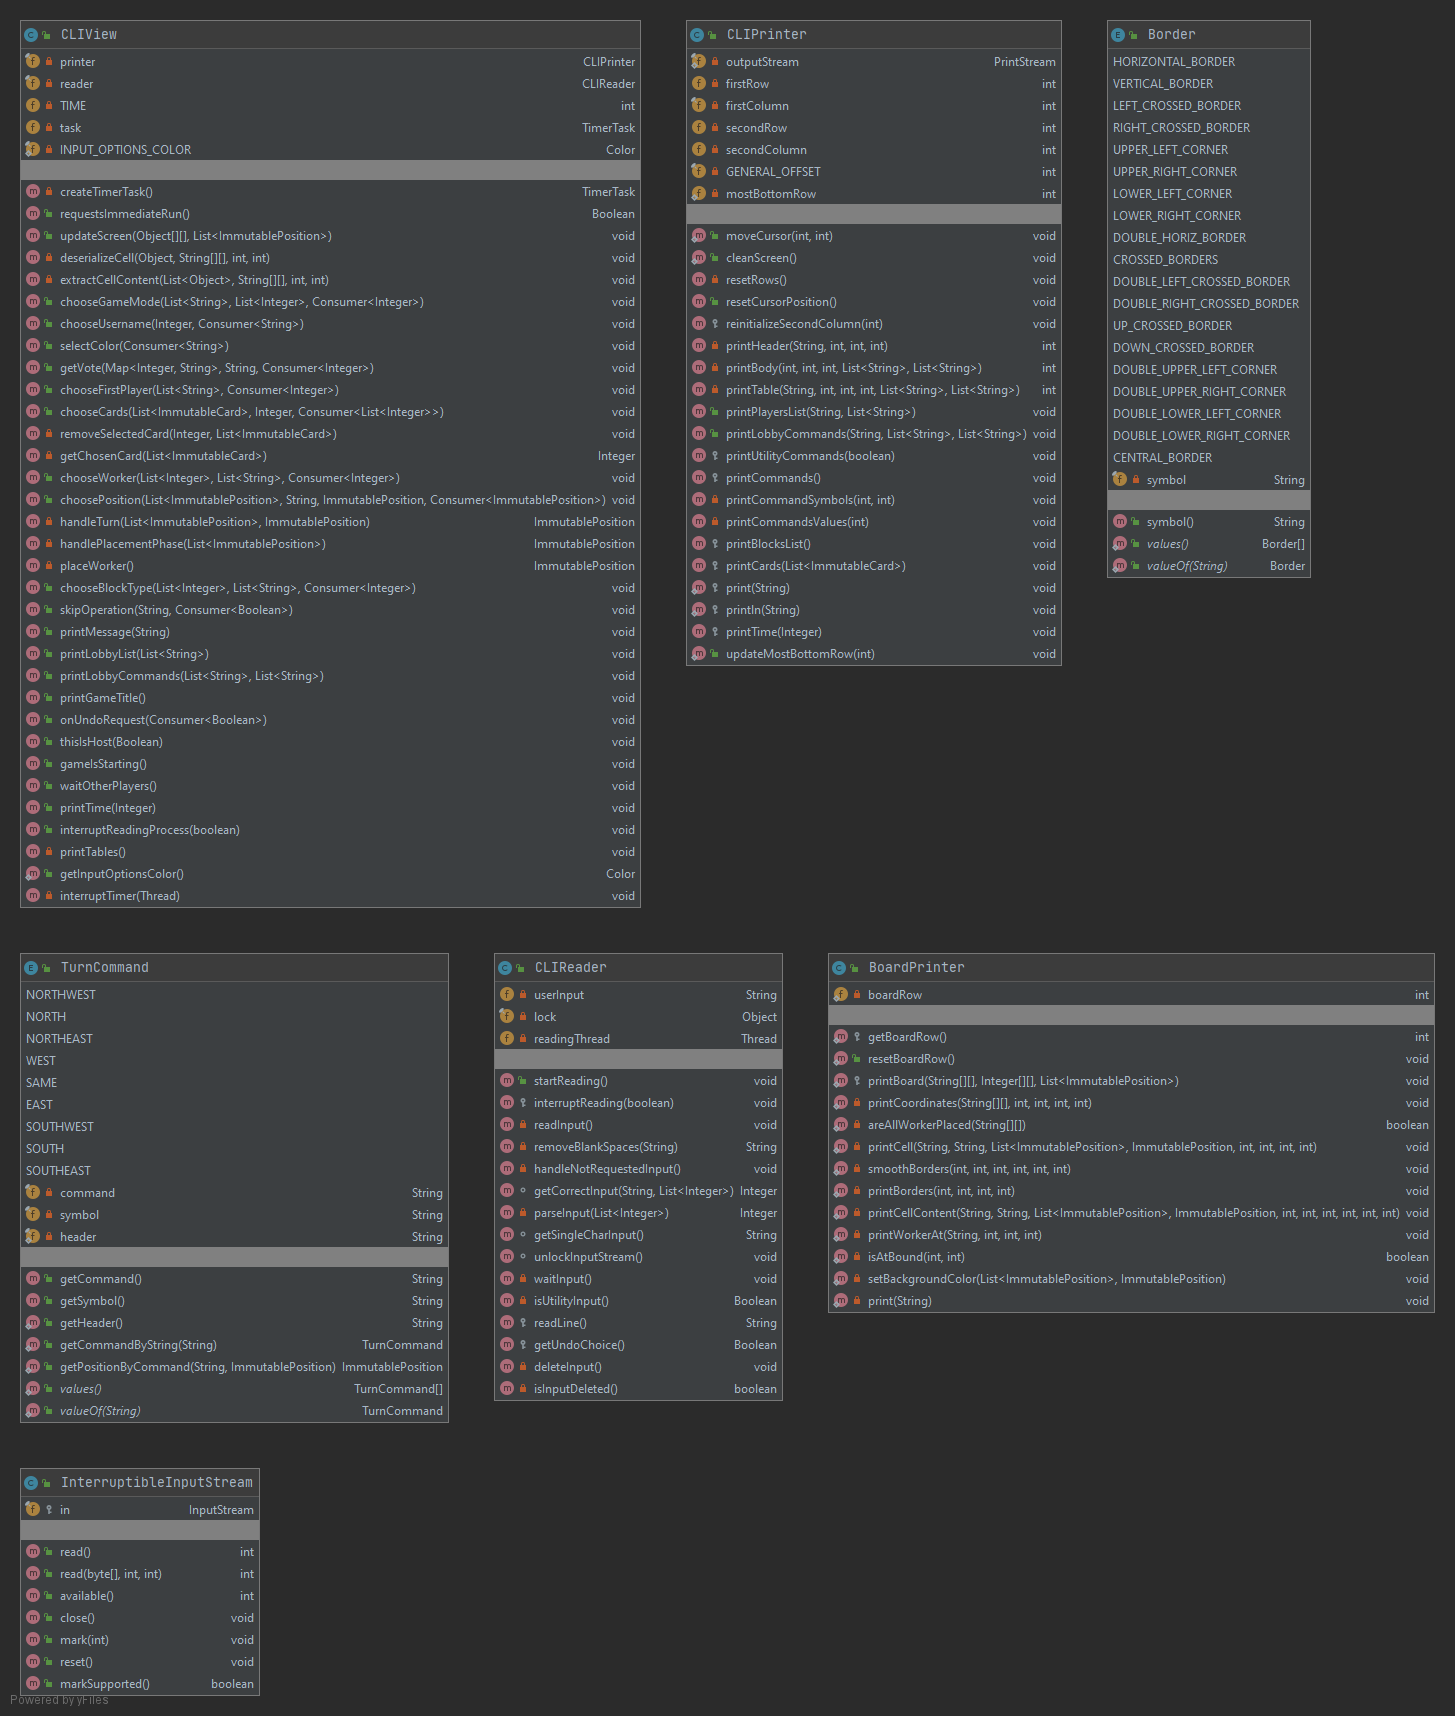 CLIView
printer CLIPrinter
reader CLIReader
TIME int
task TimerTask
INPUT_OPTIONS_COLOR Color
createTimerTask() TimerTask
requestsImmediateRun() Boolean
updateScreen(Object[][], List<ImmutablePosition>) void
deserializeCell(Object, String[][], int, int) void
extractCellContent(List<Object>, String[][], int, int) void
chooseGameMode(List<String>, List<Integer>, Consumer<Integer>) void
chooseUsername(Integer, Consumer<String>) void
selectColor(Consumer<String>) void
getVote(Map<Integer, String>, String, Consumer<Integer>) void
chooseFirstPlayer(List<String>, Consumer<Integer>) void
chooseCards(List<ImmutableCard>, Integer, Consumer<List<Integer>>) void
removeSelectedCard(Integer, List<ImmutableCard>) void
getChosenCard(List<ImmutableCard>) Integer
chooseWorker(List<Integer>, List<String>, Consumer<Integer>) void
choosePosition(List<ImmutablePosition>, String, ImmutablePosition, Consumer<ImmutablePosition>) void
handleTurn(List<ImmutablePosition>, ImmutablePosition) ImmutablePosition
handlePlacementPhase(List<ImmutablePosition>) ImmutablePosition
placeWorker() ImmutablePosition
chooseBlockType(List<Integer>, List<String>, Consumer<Integer>) void
skipOperation(String, Consumer<Boolean>) void
printMessage(String) void
printLobbyList(List<String>) void
printLobbyCommands(List<String>, List<String>) void
printGameTitle() void
onUndoRequest(Consumer<Boolean>) void
thisIsHost(Boolean) void
gameIsStarting() void
waitOtherPlayers() void
printTime(Integer) void
interruptReadingProcess(boolean) void
printTables() void
getInputOptionsColor() Color
interruptTimer(Thread) void
CLIPrinter
outputStream PrintStream
firstRow int
firstColumn int
secondRow int
secondColumn int
GENERAL_OFFSET int
mostBottomRow int
moveCursor(int, int) void
cleanScreen() void
resetRows() void
resetCursorPosition() void
reinitializeSecondColumn(int) void
printHeader(String, int, int, int) int
printBody(int, int, int, List<String>, List<String>) int
printTable(String, int, int, int, List<String>, List<String>) int
printPlayersList(String, List<String>) void
printLobbyCommands(String, List<String>, List<String>) void
printUtilityCommands(boolean) void
printCommands() void
printCommandSymbols(int, int) void
printCommandsValues(int) void
printBlocksList() void
printCards(List<ImmutableCard>) void
print(String) void
println(String) void
printTime(Integer) void
updateMostBottomRow(int) void
Border
HORIZONTAL_BORDER
VERTICAL_BORDER
LEFT_CROSSED_BORDER
RIGHT_CROSSED_BORDER
UPPER_LEFT_CORNER
UPPER_RIGHT_CORNER
LOWER_LEFT_CORNER
LOWER_RIGHT_CORNER
DOUBLE_HORIZ_BORDER
CROSSED_BORDERS
DOUBLE_LEFT_CROSSED_BORDER
DOUBLE_RIGHT_CROSSED_BORDER
UP_CROSSED_BORDER
DOWN_CROSSED_BORDER
DOUBLE_UPPER_LEFT_CORNER
DOUBLE_UPPER_RIGHT_CORNER
DOUBLE_LOWER_LEFT_CORNER
DOUBLE_LOWER_RIGHT_CORNER
CENTRAL_BORDER
symbol String
symbol() String
values() Border[]
valueOf(String) Border
TurnCommand
NORTHWEST
NORTH
NORTHEAST
WEST
SAME
EAST
SOUTHWEST
SOUTH
SOUTHEAST
command String
symbol String
header String
getCommand() String
getSymbol() String
getHeader() String
getCommandByString(String) TurnCommand
getPositionByCommand(String, ImmutablePosition) ImmutablePosition
values() TurnCommand[]
valueOf(String) TurnCommand
CLIReader
userInput String
lock Object
readingThread Thread
startReading() void
interruptReading(boolean) void
readInput() void
removeBlankSpaces(String) String
handleNotRequestedInput() void
getCorrectInput(String, List<Integer>) Integer
parseInput(List<Integer>) Integer
getSingleCharInput() String
unlockInputStream() void
waitInput() void
isUtilityInput() Boolean
readLine() String
getUndoChoice() Boolean
deleteInput() void
isInputDeleted() boolean
BoardPrinter
boardRow int
getBoardRow() int
resetBoardRow() void
printBoard(String[][], Integer[][], List<ImmutablePosition>) void
printCoordinates(String[][], int, int, int, int) void
areAllWorkerPlaced(String[][]) boolean
printCell(String, String, List<ImmutablePosition>, ImmutablePosition, int, int, int, int) void
smoothBorders(int, int, int, int, int, int) void
printBorders(int, int, int, int) void
printCellContent(String, String, List<ImmutablePosition>, ImmutablePosition, int, int, int, int, int, int) void
printWorkerAt(String, int, int, int) void
isAtBound(int, int) boolean
setBackgroundColor(List<ImmutablePosition>, ImmutablePosition) void
print(String) void
InterruptibleInputStream
in InputStream
read() int
read(byte[], int, int) int
available() int
close() void
mark(int) void
reset() void
markSupported() boolean
Powered by yFiles